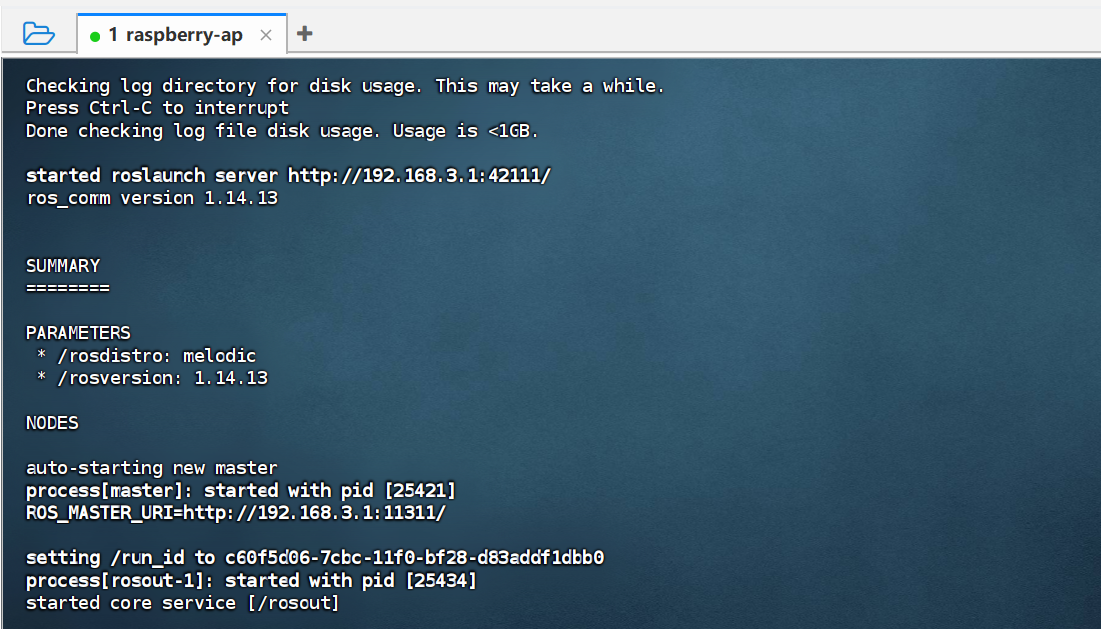 1 raspberry-ap
Checking log directory for disk usage. This may take a while.
Press Ctrl-C to interrupt
Done checking log file disk usage. Usage is <1GB.
started roslaunch server http://192.168.3.1:42111/
ros_comm version 1.14.13
SUMMARY
========
PARAMETERS
 * /rosdistro: melodic
 * /rosversion: 1.14.13
NODES
auto-starting new master
process[master]: started with pid [25421]
ROS_MASTER_URI=http://192.168.3.1:11311/
setting /run_id to c60f5d06-7cbc-11f0-bf28-d83addf1dbb0
process[rosout-1]: started with pid [25434]
started core service [/rosout]